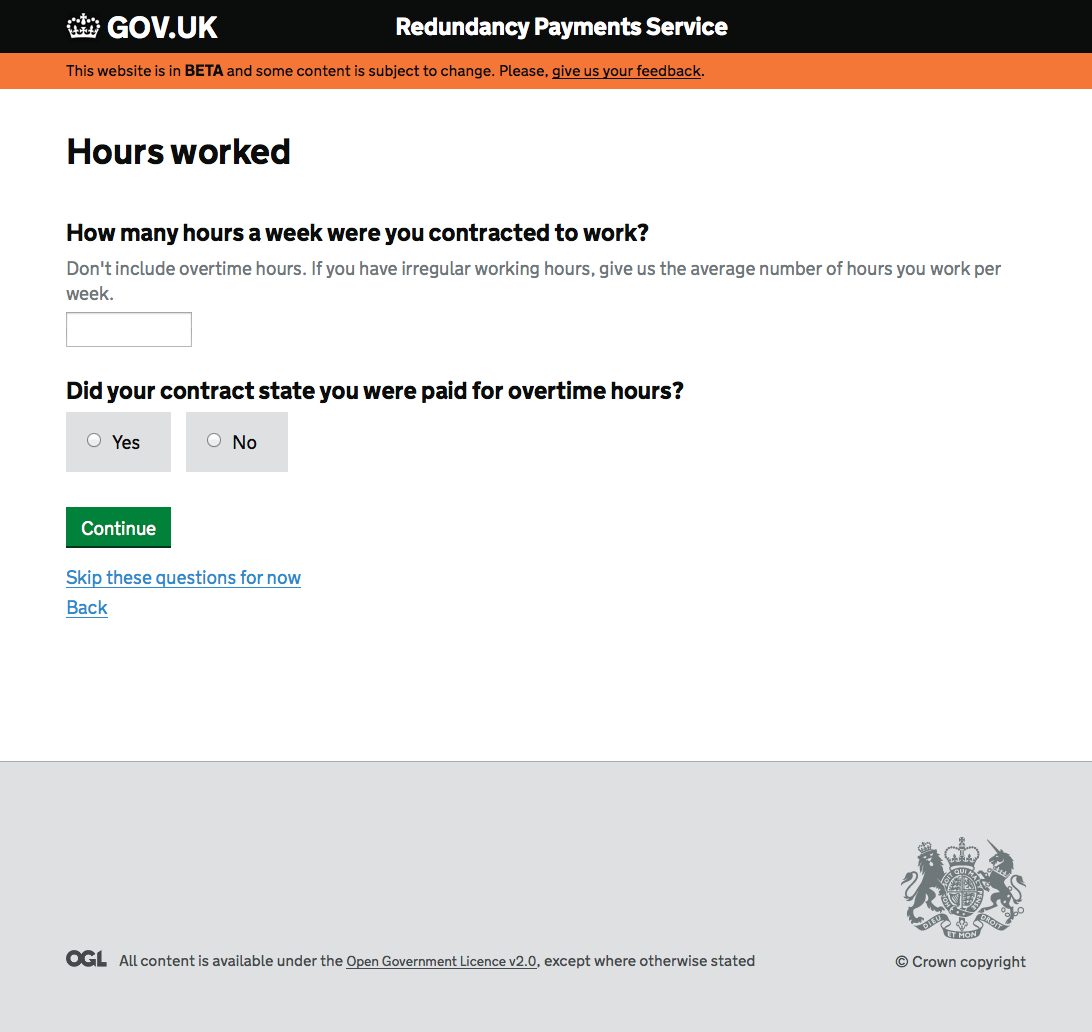 GOV.UK
Redundancy Payments Service
This website is in BETA and some content is subject to change. Please, give us your feedback.
Hours worked
How many hours a week were you contracted to work?
Don't include overtime hours. If you have irregular working hours, give us the average number of hours you work per
week.
Did your contract state you were paid for overtime hours?
Yes
No
Continue
Skip these questions for now
Back
DIEU ET MON DROIT
OGL
All content is available under the Open Government Licence v2.0, except where otherwise stated
© Crown copyright